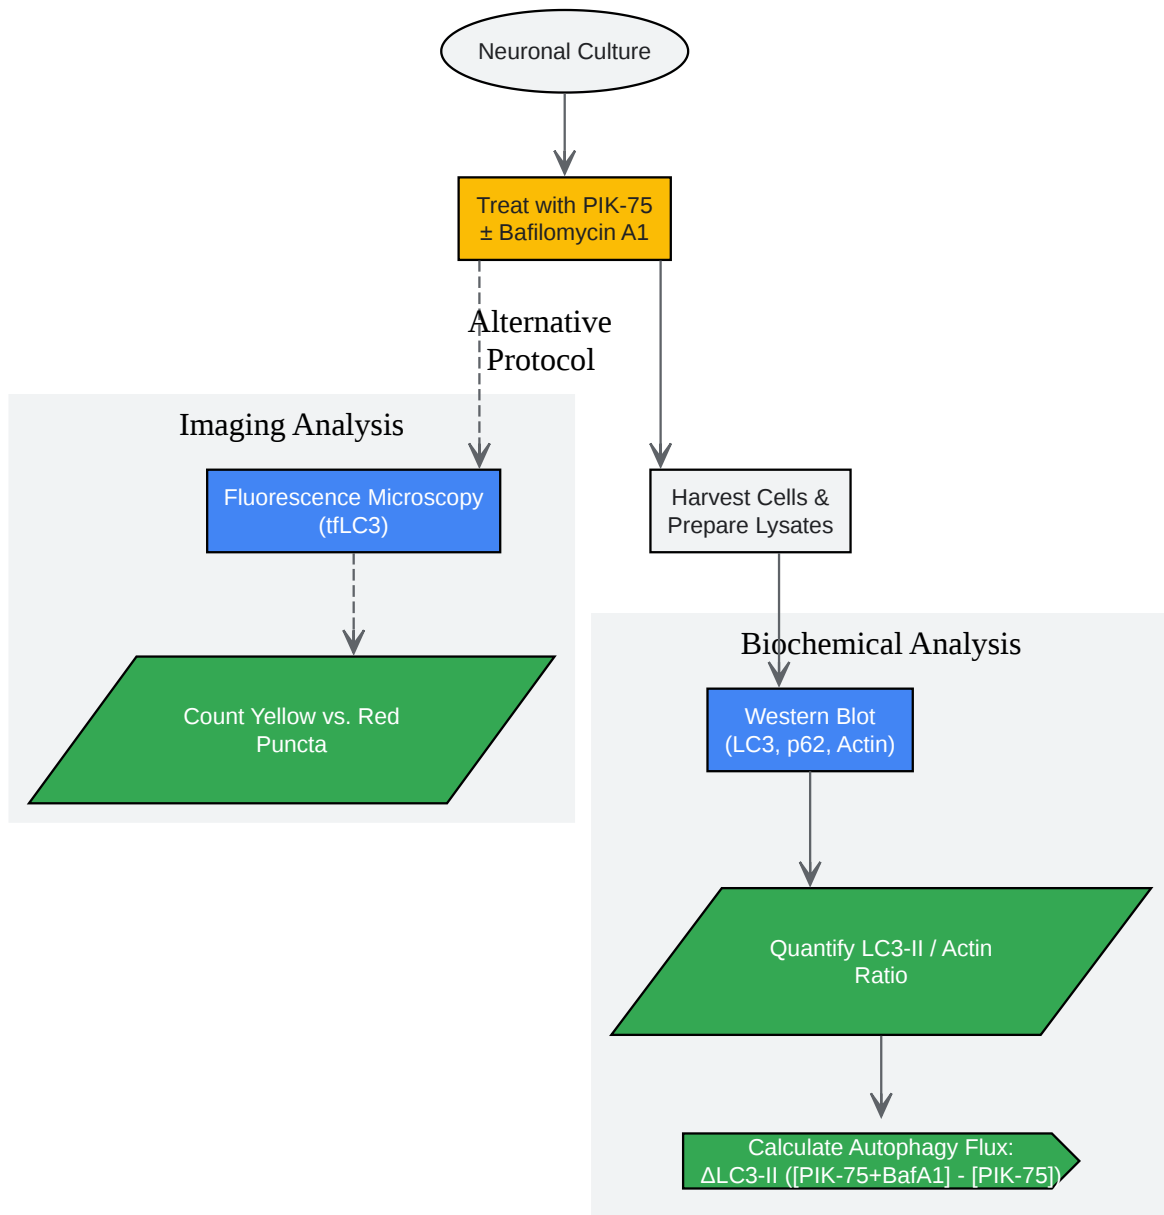 Neuronal Culture
Treat with PIK-75
± Bafilomycin A1
Alternative
Protocol
Imaging Analysis
Fluorescence Microscopy
(tfLC3)
Harvest Cells &
Prepare Lysates
Count Yellow vs. Red
Puncta
Biochemical Analysis
Western Blot
(LC3, p62, Actin)
Quantify LC3-II / Actin
Ratio
Calculate Autophagy Flux:
ΔLC3-II ([PIK-75+BafA1] - [PIK-75])